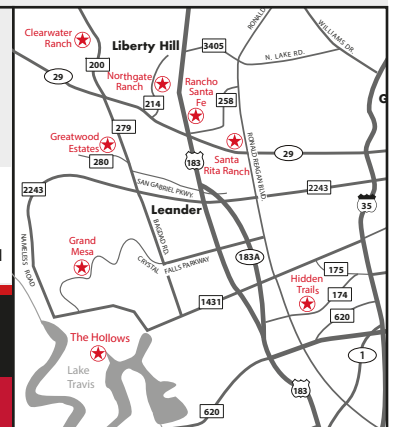 Clearwater
Ranch
Liberty Hill
RONALD
WILLIAMS DR.
3405
N. LAKE RD.
200
29
Northgate
Ranch
Rancho
Santa
Fe
214
258
G
279
Greatwood
Estates
280
183
Santa
Rita Ranch
29
RONALD REAGAN BLVD.
SAN GABRIEL PKWY.
2243
2243
35
Leander
NAMELESS ROAD
BAGDAD RD.
Grand
Mesa
CRYSTAL FALLS PARKWAY
183A
175
Hidden
Trails
174
1431
620
The Hollows
Lake
Travis
1
183
620